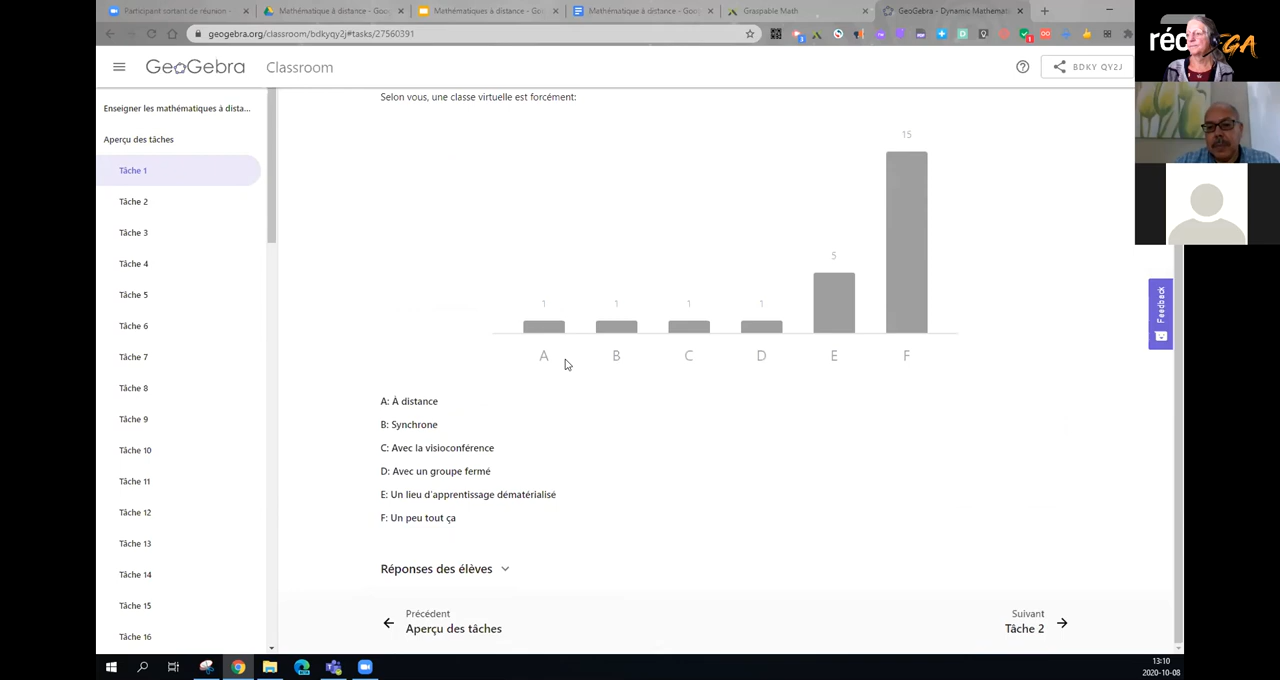 Participant sortant de réunion -
Mathématique à distance - Goo
Mathématiques à distance - Goo
Mathématique à distance - Goo
Graspable Math
GeoGebra - Dynamic Mathemat
geogebra.org/classroom/bdkyqy2j#tasks/27560391
GeoGebra Classroom
BDKY QY2J
récit FGA
Enseigner les mathématiques à dista...
Aperçu des tâches
Tâche 1
Tâche 2
Tâche 3
Tâche 4
Tâche 5
Tâche 6
Tâche 7
Tâche 8
Tâche 9
Tâche 10
Tâche 11
Tâche 12
Tâche 13
Tâche 14
Tâche 15
Tâche 16
Selon vous, une classe virtuelle est forcément:
1 1 1 1 5 15
A B C D E F
A: À distance
B: Synchrone
C: Avec la visioconférence
D: Avec un groupe fermé
E: Un lieu d'apprentissage dématérialisé
F: Un peu tout ça
Réponses des élèves
Précédent
Aperçu des tâches
Suivant
Tâche 2
Feedback
13:10
2020-10-08